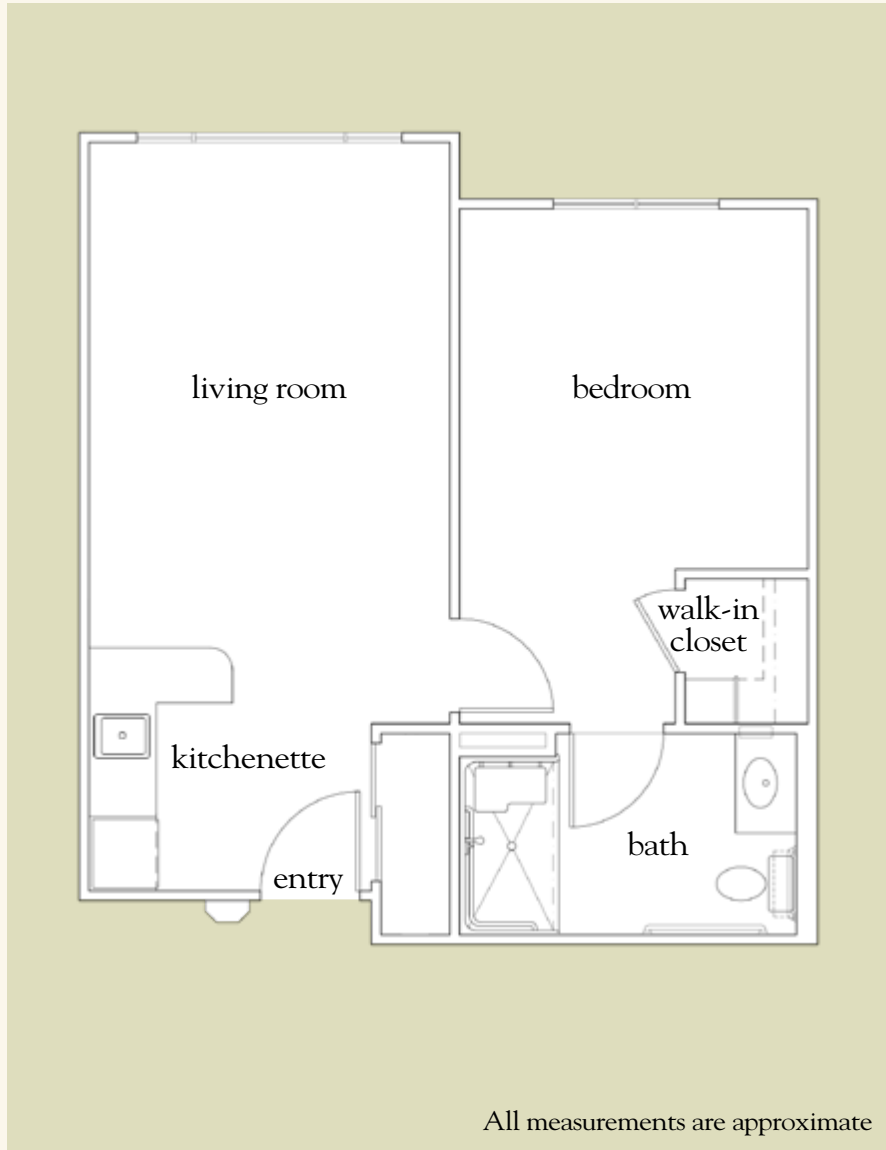 living room
bedroom
walk-in
closet
kitchenette
bath
entry
All measurements are approximate